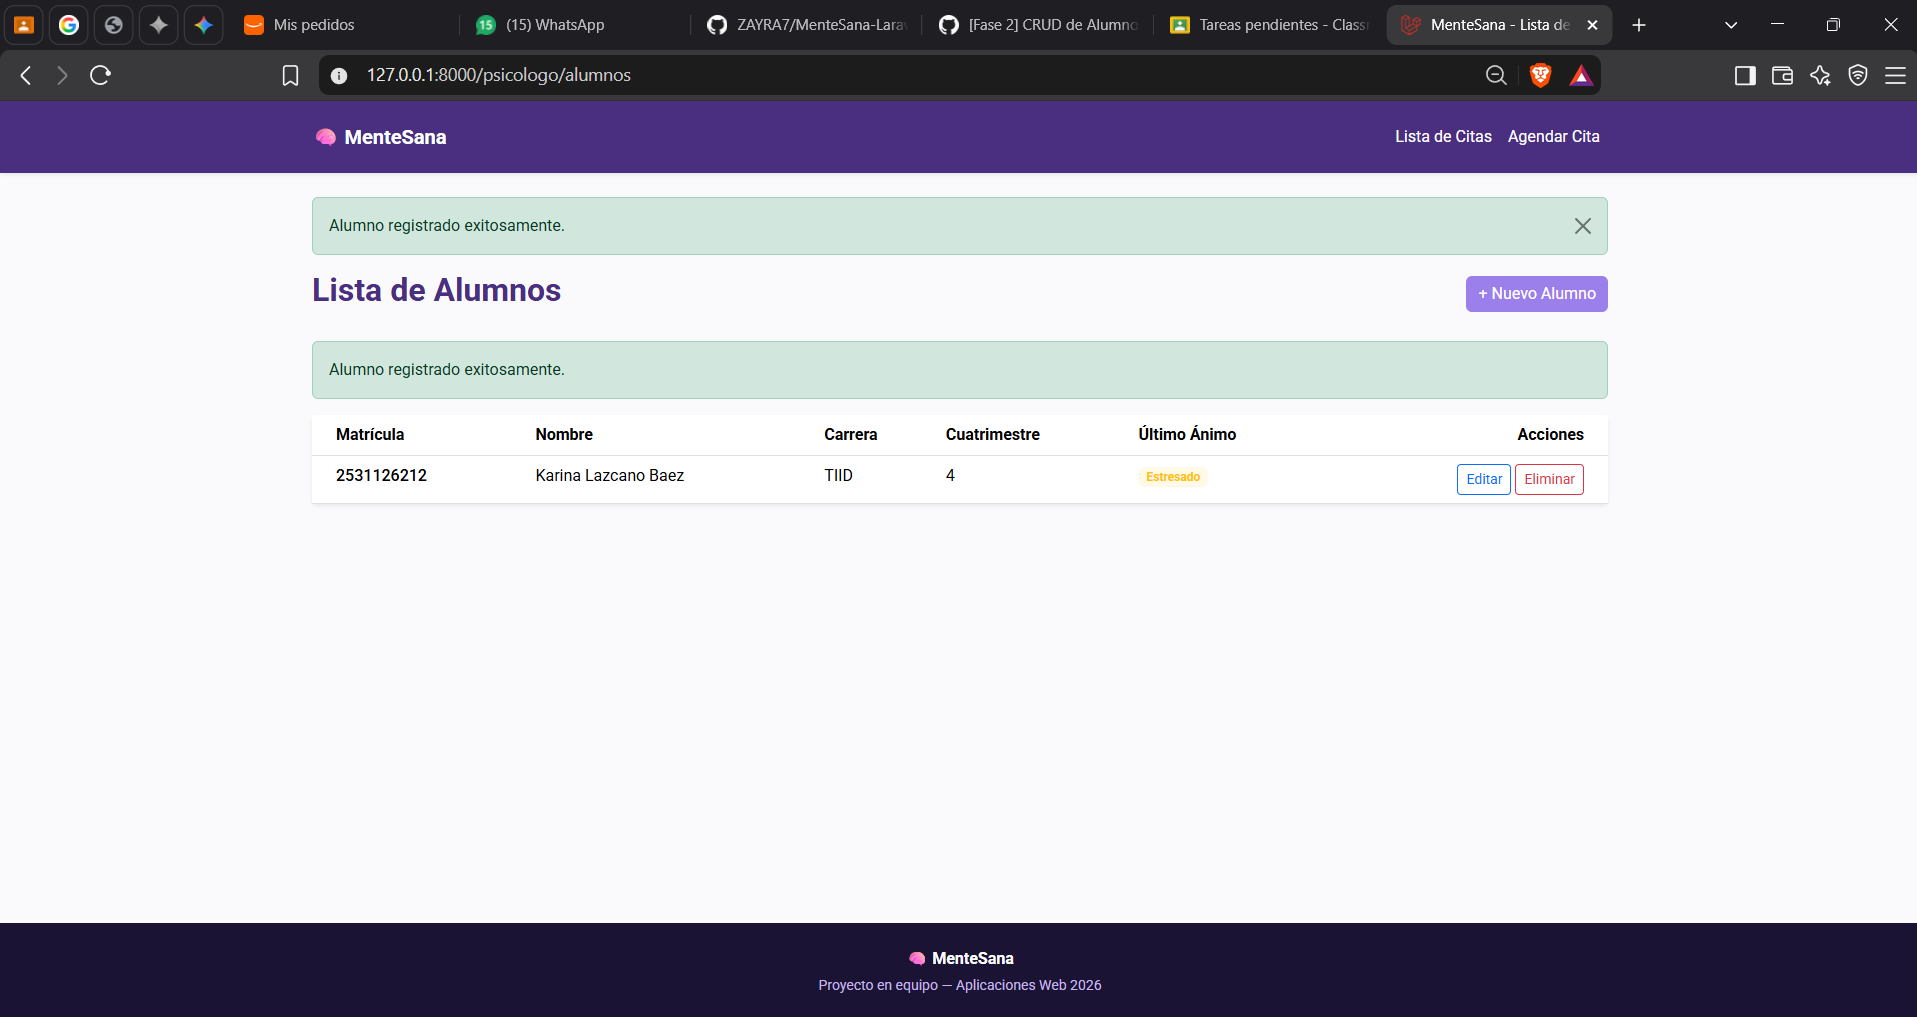 Mis pedidos
15
(15) WhatsApp
ZAYRA7/MenteSana-Larav
[Fase 2] CRUD de Alumno
Tareas pendientes - Classr
MenteSana - Lista de
127.0.0.1:8000/psicologo/alumnos
MenteSana
Lista de Citas
Agendar Cita
Alumno registrado exitosamente.
Lista de Alumnos
+ Nuevo Alumno
Alumno registrado exitosamente.
Matrícula Nombre Carrera Cuatrimestre Último Ánimo Acciones
2531126212 Karina Lazcano Baez TIID 4 Estresado Editar Eliminar
MenteSana
Proyecto en equipo — Aplicaciones Web 2026